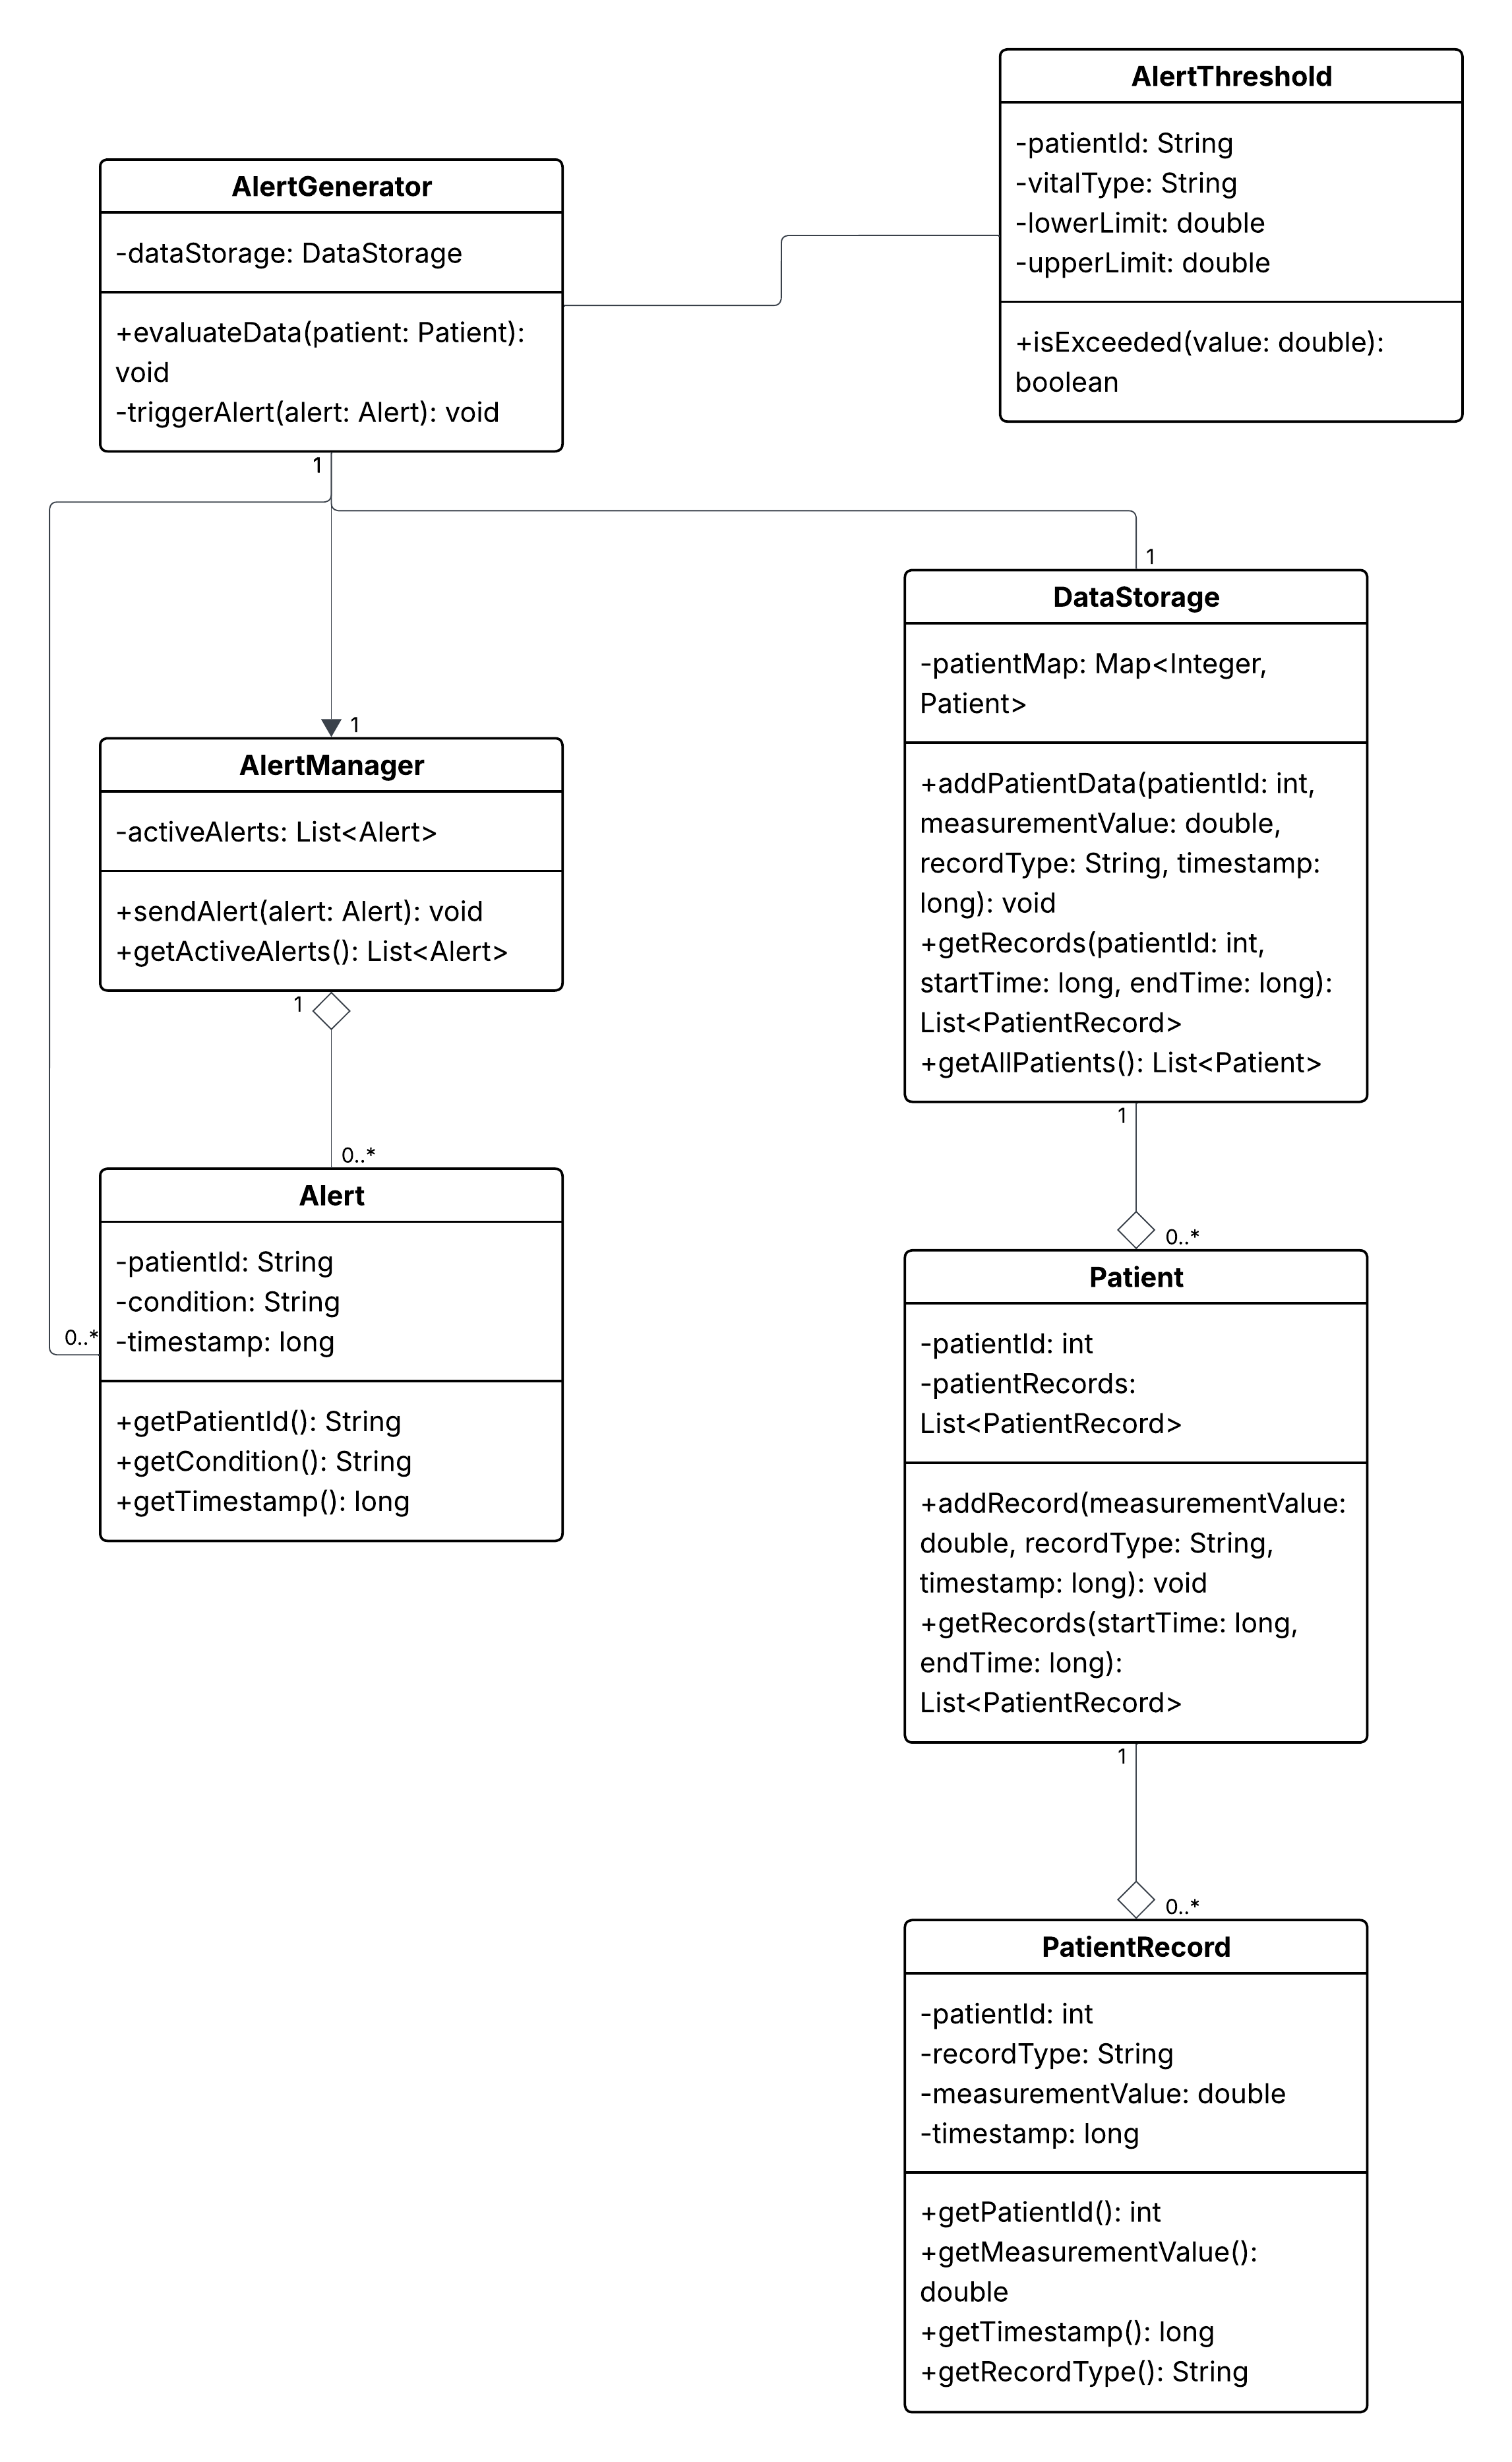 AlertThreshold
-patientId: String
-vitalType: String
-lowerLimit: double
-upperLimit: double
+isExceeded(value: double):
boolean
AlertGenerator
-dataStorage: DataStorage
+evaluateData(patient: Patient):
void
-triggerAlert(alert: Alert): void
1
1
DataStorage
-patientMap: Map<Integer,
Patient>
+addPatientData(patientId: int,
measurementValue: double,
recordType: String, timestamp:
long): void
+getRecords(patientId: int,
startTime: long, endTime: long):
List<PatientRecord>
+getAllPatients(): List<Patient>
1
1
AlertManager
-activeAlerts: List<Alert>
+sendAlert(alert: Alert): void
+getActiveAlerts(): List<Alert>
1
0..*
Alert
-patientId: String
-condition: String
-timestamp: long
0..*
+getPatientId(): String
+getCondition(): String
+getTimestamp(): long
0..*
Patient
-patientId: int
-patientRecords:
List<PatientRecord>
+addRecord(measurementValue:
double, recordType: String,
timestamp: long): void
+getRecords(startTime: long,
endTime: long):
List<PatientRecord>
1
0..*
PatientRecord
-patientId: int
-recordType: String
-measurementValue: double
-timestamp: long
+getPatientId(): int
+getMeasurementValue():
double
+getTimestamp(): long
+getRecordType(): String